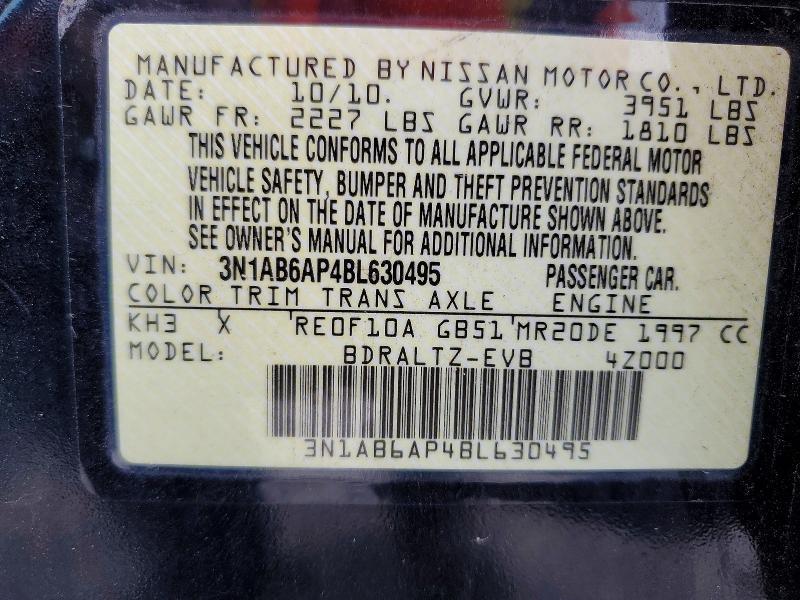 MANUFACTURED BY NISSAN MOTOR CO., LTD.
DATE: 10/10. GVWR: 3951 LBS
GAWR FR: 2227 LBS GAWR RR: 1810 LBS
THIS VEHICLE CONFORMS TO ALL APPLICABLE FEDERAL MOTOR
VEHICLE SAFETY, BUMPER AND THEFT PREVENTION STANDARDS
IN EFFECT ON THE DATE OF MANUFACTURE SHOWN ABOVE.
SEE OWNER'S MANUAL FOR ADDITIONAL INFORMATION.
VIN: 3N1AB6AP4BL630495 PASSENGER CAR.
COLOR TRIM TRANS AXLE ENGINE
KH3 X RE0F10A GB51 MR20DE 1997 CC
MODEL: BDRALTZ-EVB 4Z000
3N1AB6AP4BL630495